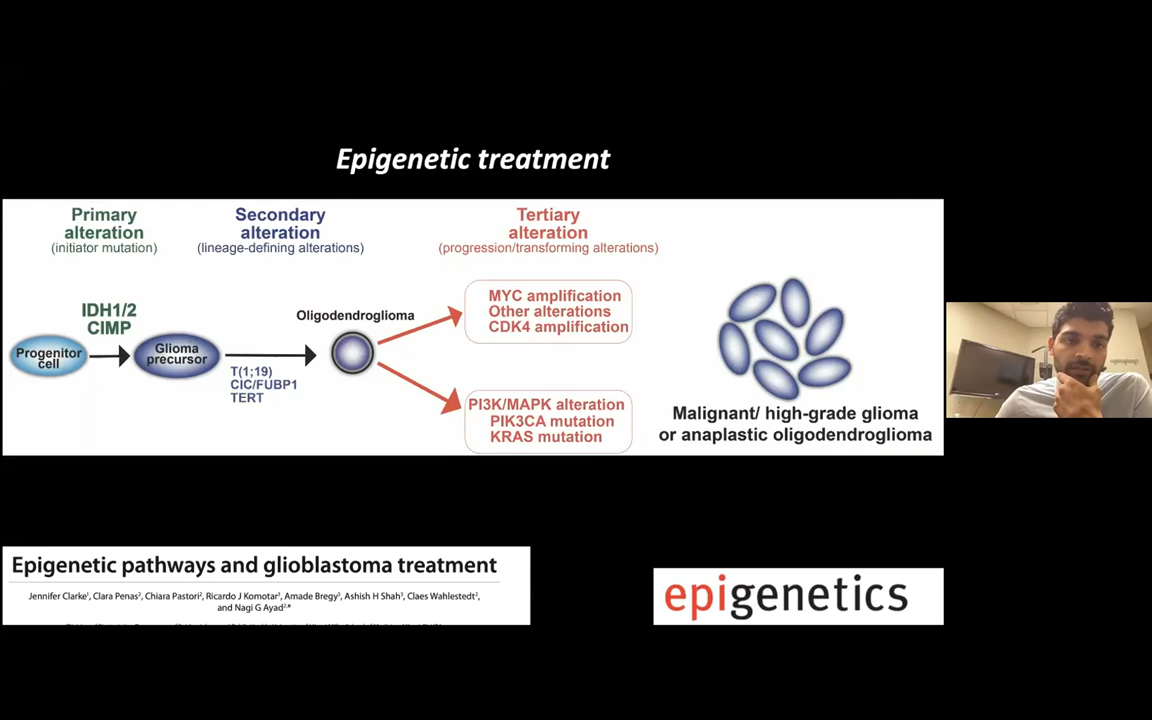 Epigenetic treatment
Primary
alteration
(initiator mutation)
Secondary
alteration
(lineage-defining alterations)
Tertiary
alteration
(progression/transforming alterations)
IDH1/2
CIMP
Progenitor
cell
Glioma
precursor
T(1;19)
CIC/FUBP1
TERT
Oligodendroglioma
MYC amplification
Other alterations
CDK4 amplification
PI3K/MAPK alteration
PIK3CA mutation
KRAS mutation
Malignant/ high-grade glioma
or anaplastic oligodendroglioma
Epigenetic pathways and glioblastoma treatment
Jennifer Clarke¹, Clara Penas², Chiara Pastori², Ricardo J Komotar³, Amade Bregy³, Ashish H Shah³, Claes Wahlestedt²,
and Nagi G Ayad²,*
epigenetics